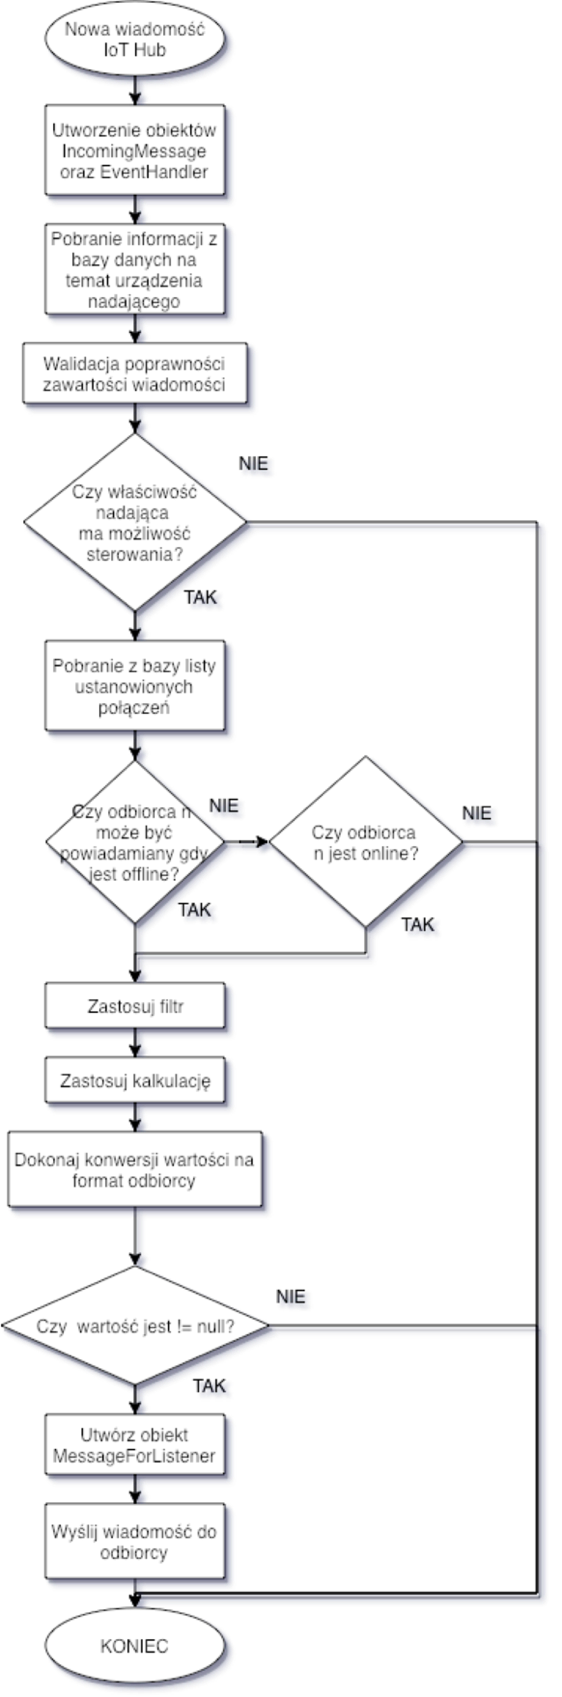 Nowa wiadomość
IoT Hub
Utworzenie obiektów
IncomingMessage
oraz EventHandler
Pobranie informacji z
bazy danych na
temat urządzenia
nadającego
Walidacja poprawności
zawartości wiadomości
NIE
Czy właściwość
nadająca
ma możliwość
sterowania?
TAK
Pobranie z bazy listy
ustanowionych
połączeń
Czy odbiorca n
może być
powiadamiany gdy
jest offline?
NIE
TAK
Czy odbiorca
n jest online?
NIE
TAK
Zastosuj filtr
Zastosuj kalkulację
Dokonaj konwersji wartości na
format odbiorcy
NIE
Czy wartość jest != null?
TAK
Utwórz obiekt
MessageForListener
Wyślij wiadomość do
odbiorcy
KONIEC